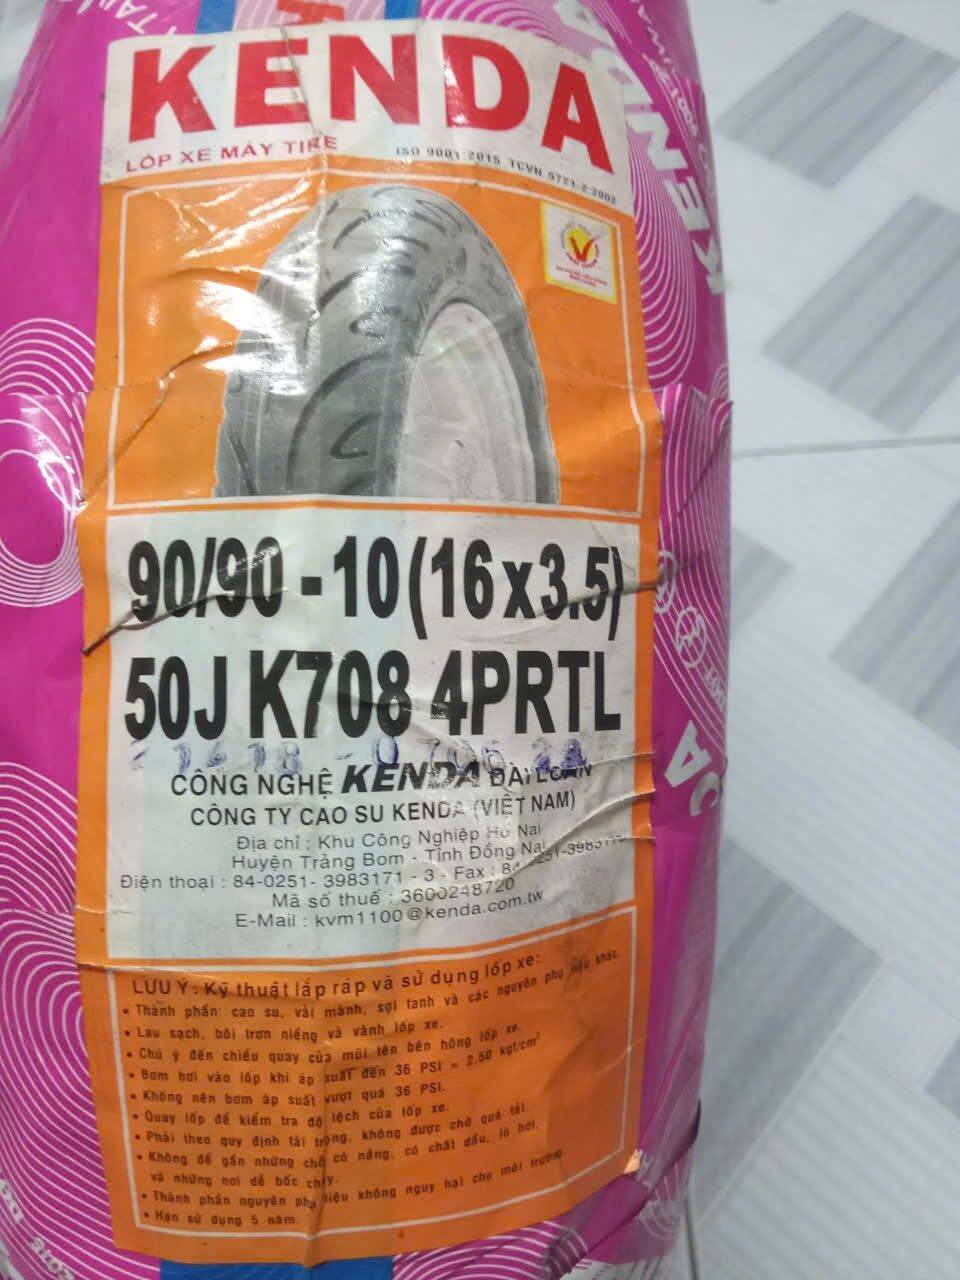 KENDA
LỐP XE MÁY TIRE
ISO 9001:2015 TCVN 5721-2:2002
90/90 - 10 (16 x 3.5)
50J K708 4PRTL
CÔNG NGHỆ KENDA ĐÀI LOAN
CÔNG TY CAO SU KENDA (VIỆT NAM)
Địa chỉ : Khu Công Nghiệp Hố Nai
Huyện Trảng Bom - Tỉnh Đồng Nai
Điện thoại : 84-0251- 3983171 - 3 - Fax : 84-0251-
Mã số thuế : 3600248720
E-Mail : kvm1100@kenda.com.tw
LƯU Ý : Kỹ thuật lắp ráp và sử dụng lốp xe:
• Thành phần: cao su, vải mành, sợi tanh và các nguyên phụ liệu khác.
• Lau sạch, bôi trơn niềng và vành lốp xe.
• Chú ý đến chiều quay của mũi tên bên hông lốp xe.
• Bơm hơi vào lốp khi áp suất đến 36 PSI = 2.50 kgf/cm²
• Không nên bơm áp suất vượt quá 36 PSI.
• Quay lốp để kiểm tra độ lệch của lốp xe.
• Phải theo quy định tải trọng, không được chở quá tải.
• Không để gần những chỗ có nắng, có chất dầu, lò hơi,
và những nơi dễ bốc cháy.
• Thành phần nguyên phụ liệu không nguy hại cho môi trường.
• Hạn sử dụng 5 năm.
KENDA
KENDA